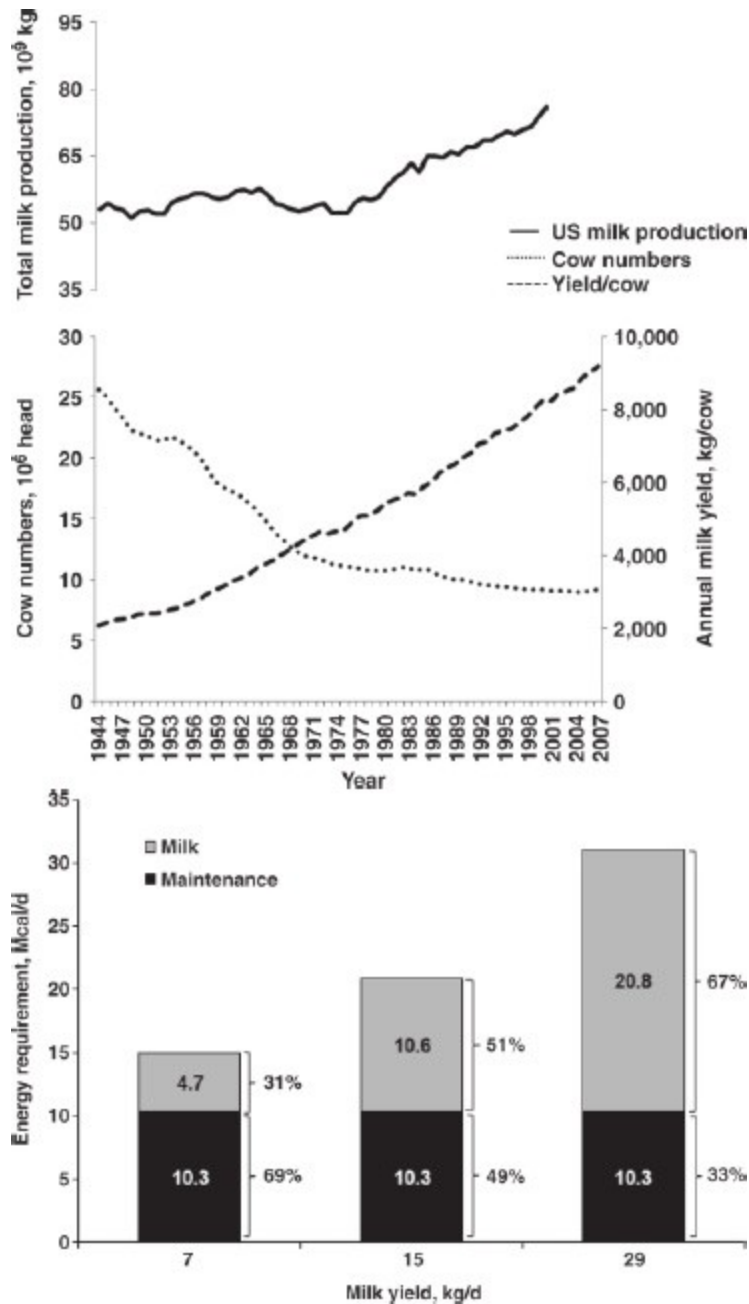 Total milk production, 10⁹ kg
95
80
65
50
35
US milk production
Cow numbers
Yield/cow
Cow numbers, 10⁶ head
30
25
20
15
10
5
0
10,000
8,000
6,000
4,000
2,000
0
Annual milk yield, kg/cow
1944 1947 1950 1953 1956 1959 1962 1965 1968 1971 1974 1977 1980 1983 1986 1989 1992 1995 1998 2001 2004 2007
Year
Energy requirement, Mcal/d
35
30
25
20
15
10
5
0
Milk
Maintenance
4.7 31%
10.3 69%
10.6 51%
10.3 49%
20.8 67%
10.3 33%
7 15 29
Milk yield, kg/d